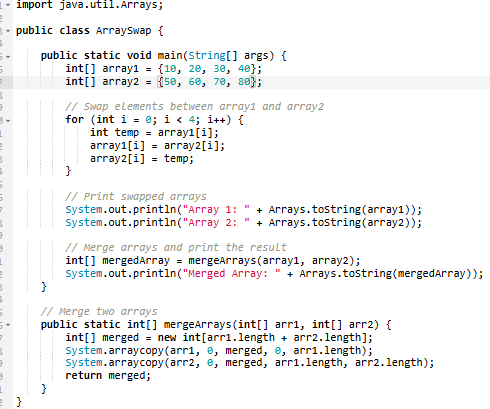 import java.util.Arrays;
public class ArraySwap {
public static void main(String[] args) {
int[] array1 = {10, 20, 30, 40};
int[] array2 = {50, 60, 70, 80};
// Swap elements between array1 and array2
for (int i = 0; i < 4; i++) {
int temp = array1[i];
array1[i] = array2[i];
array2[i] = temp;
}
// Print swapped arrays
System.out.println("Array 1: " + Arrays.toString(array1));
System.out.println("Array 2: " + Arrays.toString(array2));
// Merge arrays and print the result
int[] mergedArray = mergeArrays(array1, array2);
System.out.println("Merged Array: " + Arrays.toString(mergedArray));
}
// Merge two arrays
public static int[] mergeArrays(int[] arr1, int[] arr2) {
int[] merged = new int[arr1.length + arr2.length];
System.arraycopy(arr1, 0, merged, 0, arr1.length);
System.arraycopy(arr2, 0, merged, arr1.length, arr2.length);
return merged;
}
}